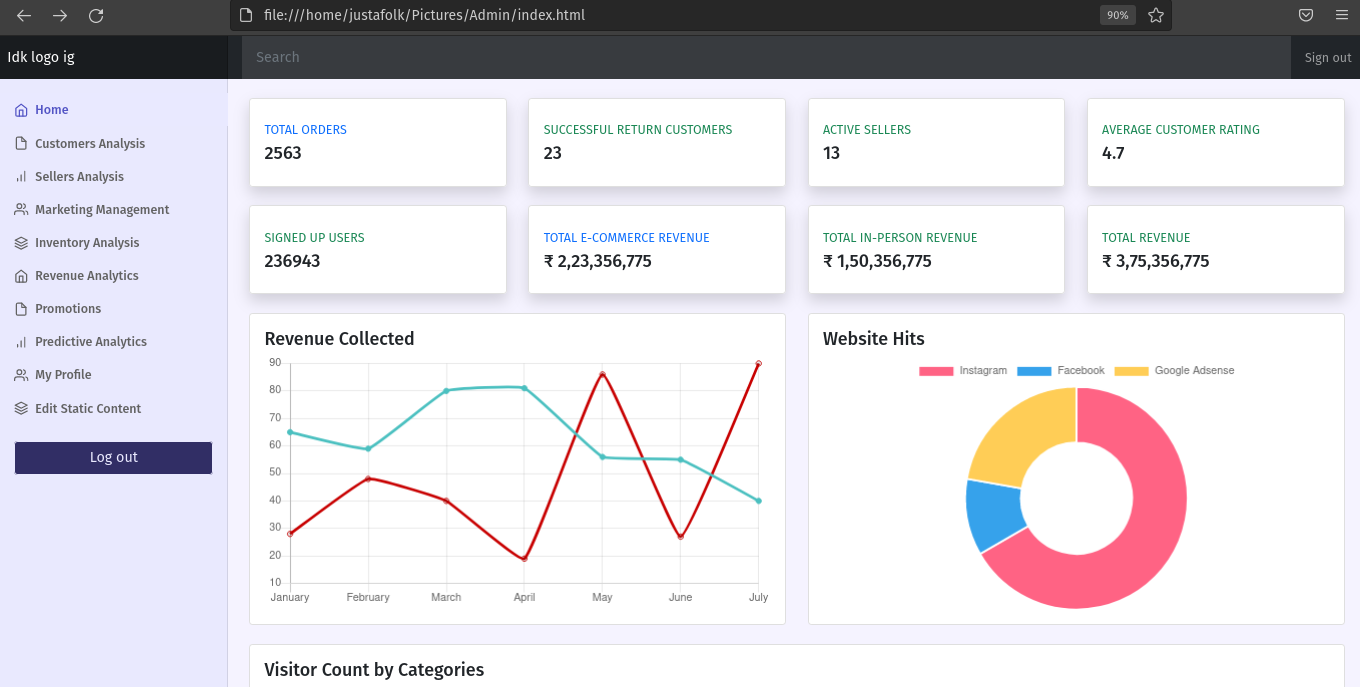 file:///home/justafolk/Pictures/Admin/index.html
90%
Idk logo ig
Search
Sign out
Home
Customers Analysis
Sellers Analysis
Marketing Management
Inventory Analysis
Revenue Analytics
Promotions
Predictive Analytics
My Profile
Edit Static Content
Log out
TOTAL ORDERS
2563
SUCCESSFUL RETURN CUSTOMERS
23
ACTIVE SELLERS
13
AVERAGE CUSTOMER RATING
4.7
SIGNED UP USERS
236943
TOTAL E-COMMERCE REVENUE
₹ 2,23,356,775
TOTAL IN-PERSON REVENUE
₹ 1,50,356,775
TOTAL REVENUE
₹ 3,75,356,775
Revenue Collected
90
80
70
60
50
40
30
20
10
January February March April May June July
Website Hits
Instagram Facebook Google Adsense
Visitor Count by Categories